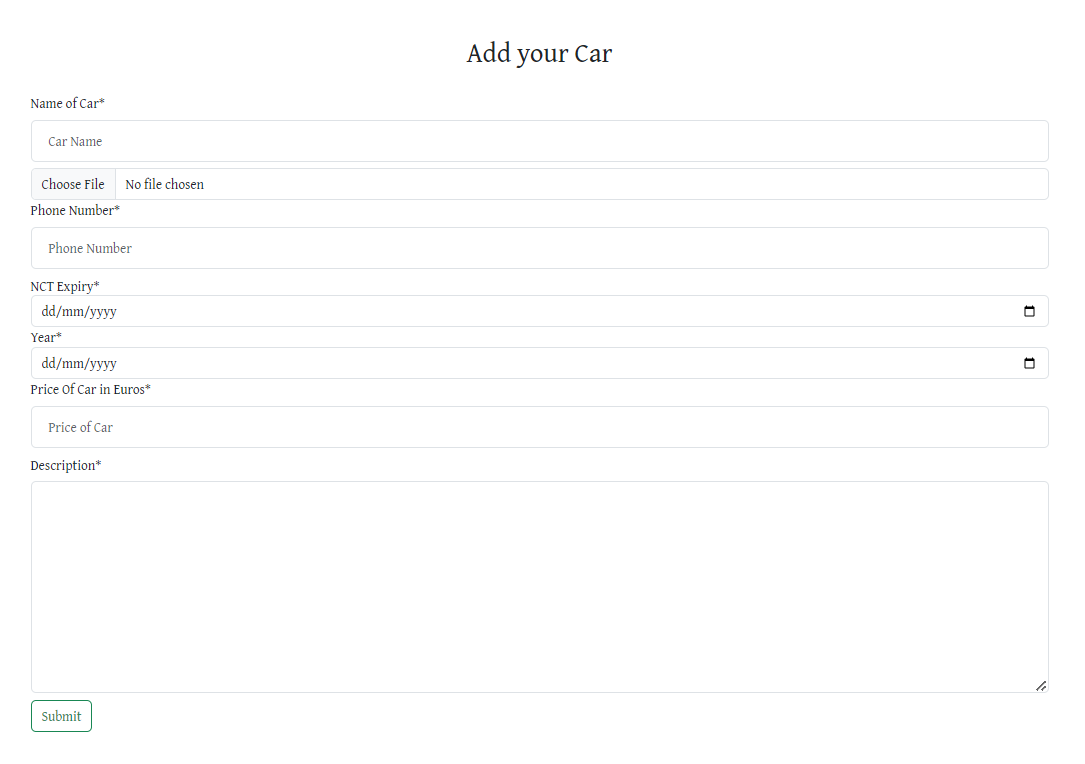 Add your Car
Name of Car*
Car Name
Choose File No file chosen
Phone Number*
Phone Number
NCT Expiry*
dd/mm/yyyy
Year*
dd/mm/yyyy
Price Of Car in Euros*
Price of Car
Description*
Submit